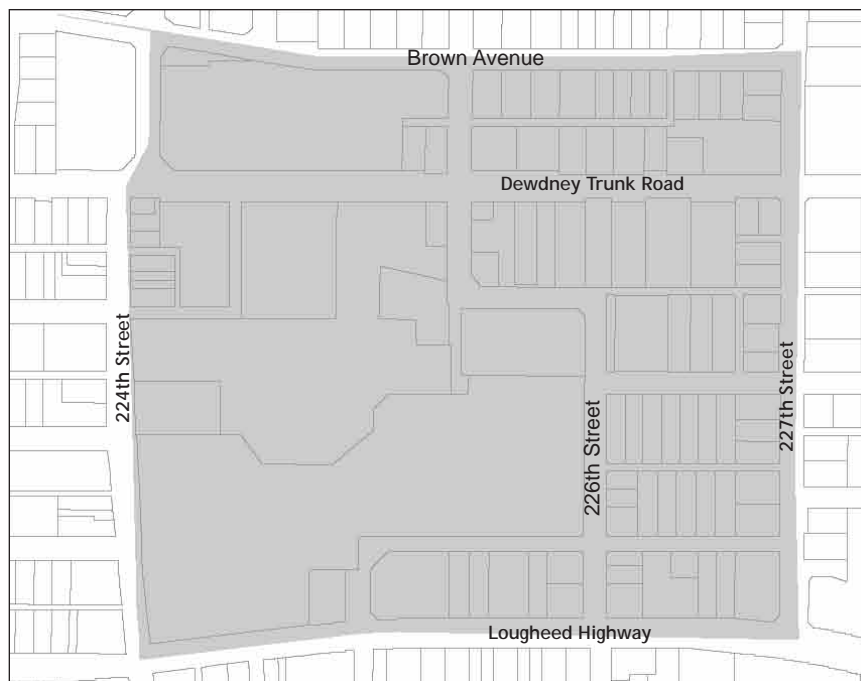 Brown Avenue
Dewdney Trunk Road
224th Street
227th Street
226th Street
Lougheed Highway